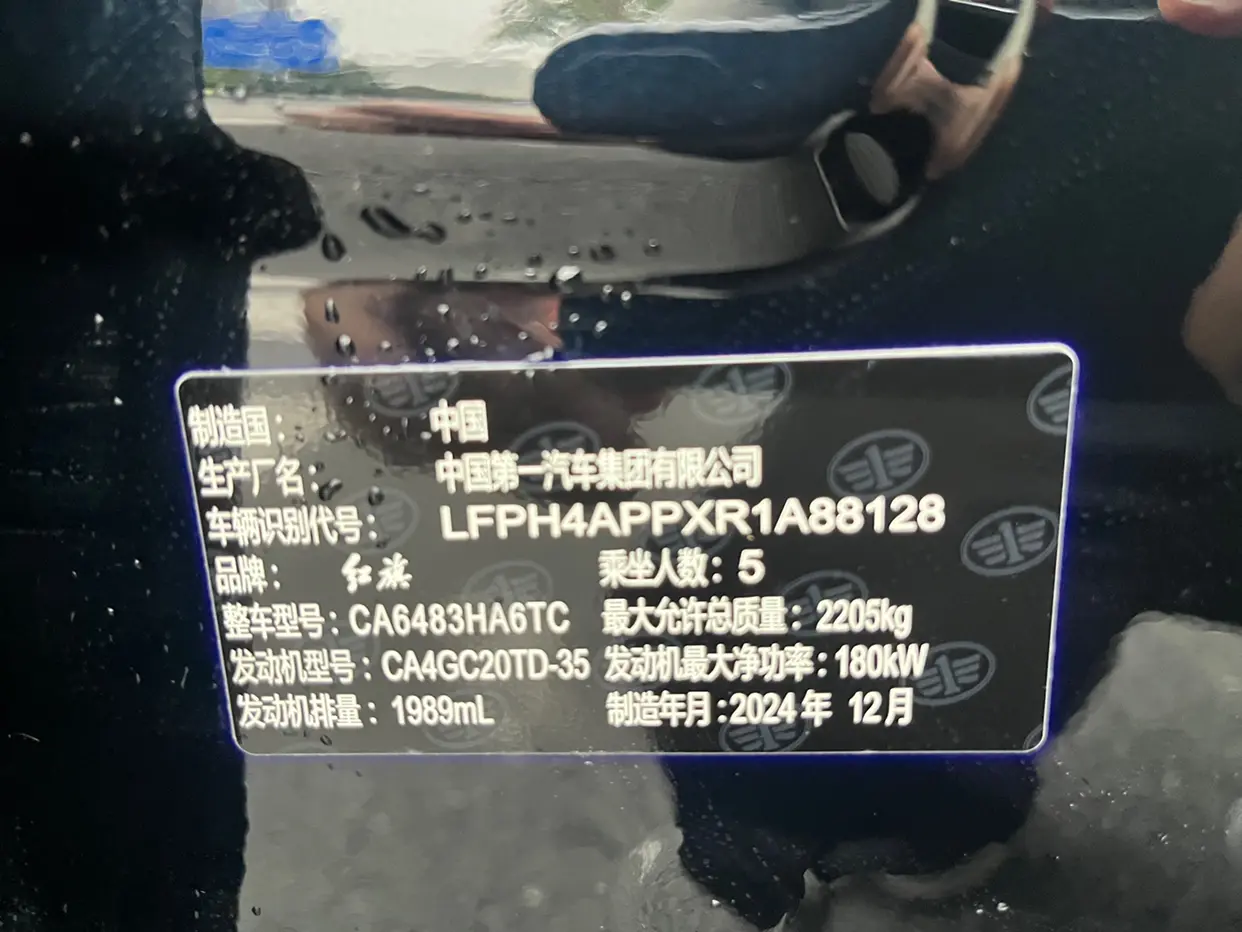 制造国: 中国
生产厂名: 中国第一汽车集团有限公司
车辆识别代号: LFPH4APPXR1A88128
品牌: 红旗 乘坐人数: 5
整车型号: CA6483HA6TC 最大允许总质量: 2205kg
发动机型号: CA4GC20TD-35 发动机最大净功率: 180kW
发动机排量: 1989mL 制造年月: 2024年 12月